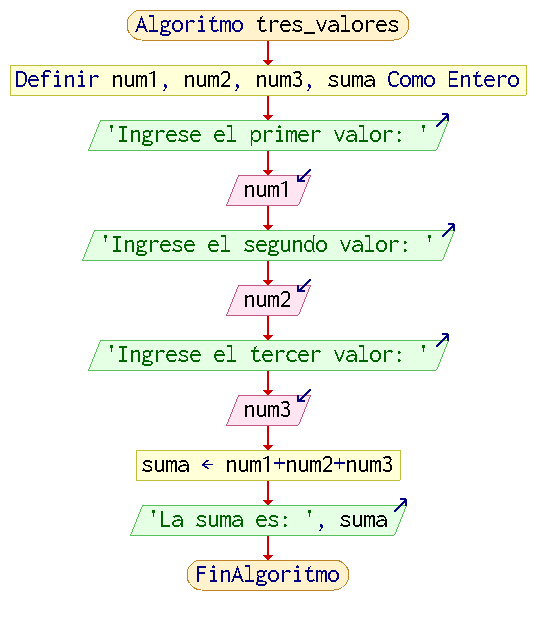 Algoritmo tres_valores
Definir num1, num2, num3, suma Como Entero
'Ingrese el primer valor: '
num1
'Ingrese el segundo valor: '
num2
'Ingrese el tercer valor: '
num3
suma ← num1+num2+num3
'La suma es: ', suma
FinAlgoritmo